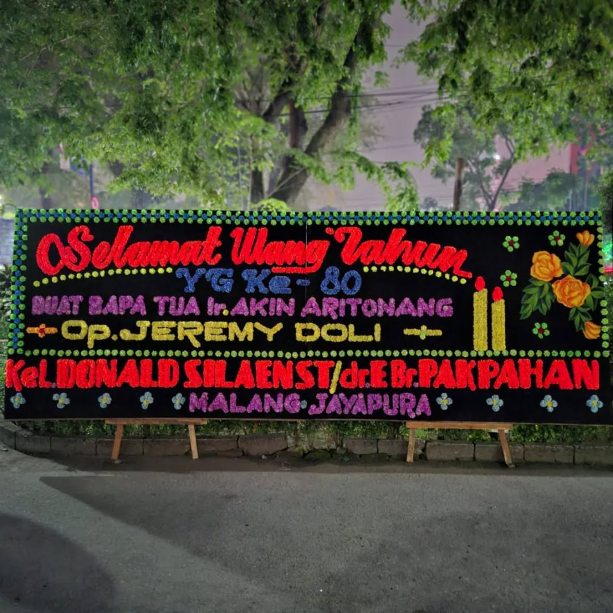 Selamat Ulang Tahun
YG Ke - 80
BUAT BAPA TUA Ir. AKIN ARITONANG
Op. JEREMY DOLI
Kel. DONALD SILAEN ST/dr. E Br. PAKPAHAN
MALANG JAYAPURA